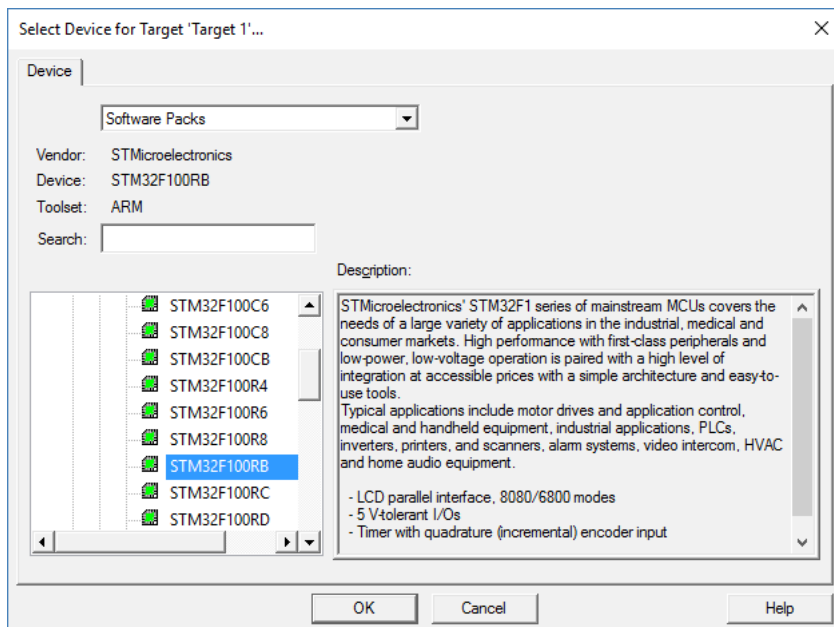 Select Device for Target 'Target 1'...
Device
Software Packs
Vendor: STMicroelectronics
Device: STM32F100RB
Toolset: ARM
Search:
Description:
STM32F100C6
STM32F100C8
STM32F100CB
STM32F100R4
STM32F100R6
STM32F100R8
STM32F100RB
STM32F100RC
STM32F100RD
STMicroelectronics' STM32F1 series of mainstream MCUs covers the
needs of a large variety of applications in the industrial, medical and
consumer markets. High performance with first-class peripherals and
low-power, low-voltage operation is paired with a high level of
integration at accessible prices with a simple architecture and easy-to-
use tools.
Typical applications include motor drives and application control,
medical and handheld equipment, industrial applications, PLCs,
inverters, printers, and scanners, alarm systems, video intercom, HVAC
and home audio equipment.
- LCD parallel interface, 8080/6800 modes
- 5 V-tolerant I/Os
- Timer with quadrature (incremental) encoder input
OK
Cancel
Help